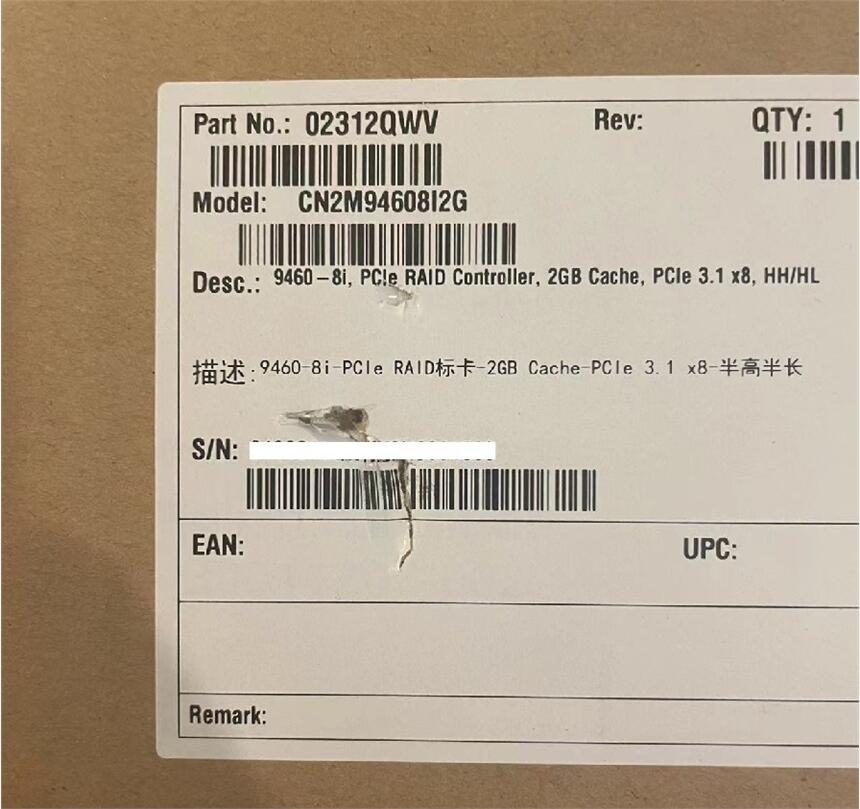 Part No.: 02312QWV Rev: QTY: 1
Model: CN2M94608I2G
Desc.: 9460-8i, PCIe RAID Controller, 2GB Cache, PCIe 3.1 x8, HH/HL
描述:9460-8i-PCIe RAID标卡-2GB Cache-PCIe 3.1 x8-半高半长
S/N:
EAN: UPC:
Remark: